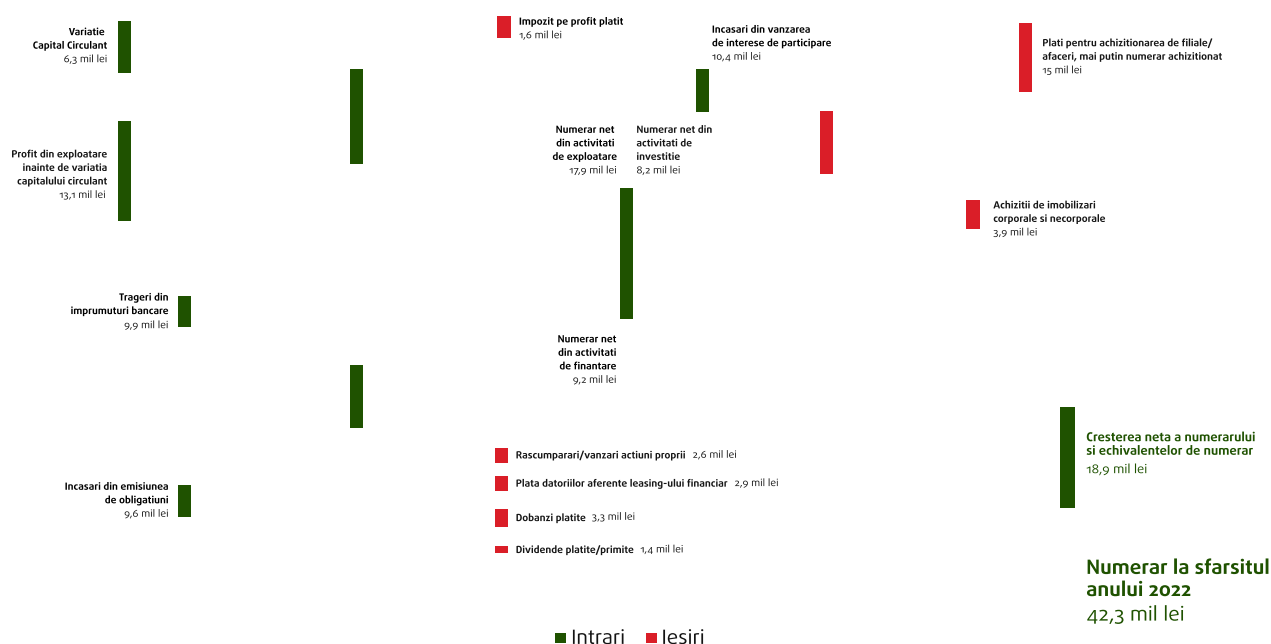 Variatie
Capital Circulant
6,3 mil lei
Impozit pe profit platit
1,6 mil lei
Incasari din vanzarea
de interese de participare
10,4 mil lei
Plati pentru achizitionarea de filiale/
afaceri, mai putin numerar achizitionat
15 mil lei
Profit din exploatare
inainte de variatia
capitalului circulant
13,1 mil lei
Numerar net
din activitati
de exploatare
17,9 mil lei
Numerar net din
activitati de
investitie
8,2 mil lei
Achizitii de imobilizari
corporale si necorporale
3,9 mil lei
Trageri din
imprumuturi bancare
9,9 mil lei
Numerar net
din activitati
de finantare
9,2 mil lei
Rascumparari/vanzari actiuni proprii 2,6 mil lei
Plata datoriilor aferente leasing-ului financiar 2,9 mil lei
Dobanzi platite 3,3 mil lei
Dividende platite/primite 1,4 mil lei
Incasari din emisiunea
de obligatiuni
9,6 mil lei
Cresterea neta a numerarului
si echivalentelor de numerar
18,9 mil lei
Numerar la sfarsitul
anului 2022
42,3 mil lei
Intrari
Iesiri